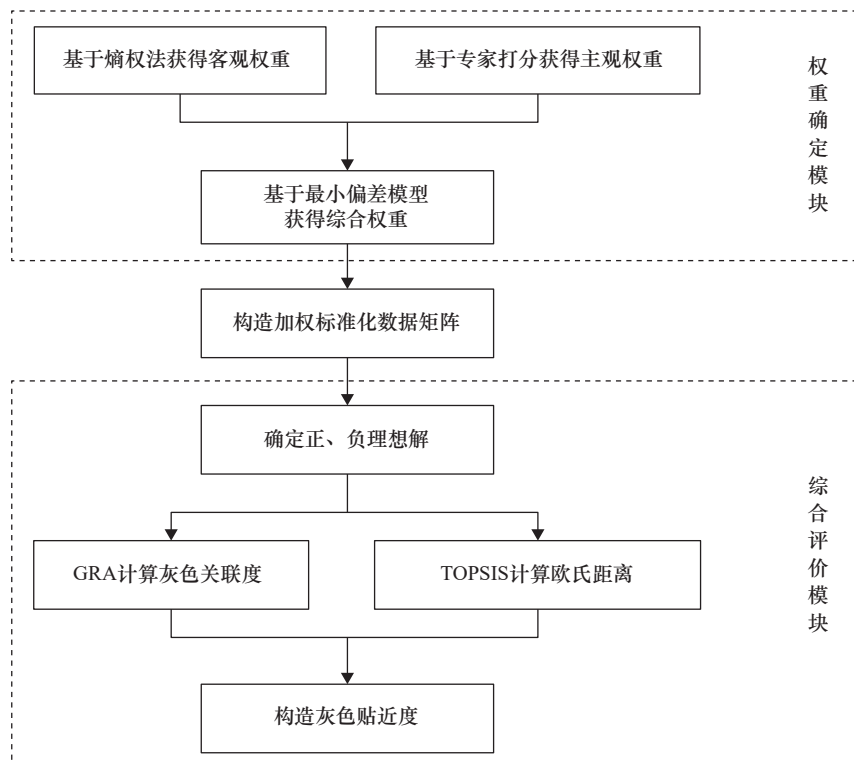 基于熵权法获得客观权重
基于专家打分获得主观权重
基于最小偏差模型
获得综合权重
权重确定模块
构造加权标准化数据矩阵
确定正、负理想解
GRA计算灰色关联度
TOPSIS计算欧氏距离
构造灰色贴近度
综合评价模块